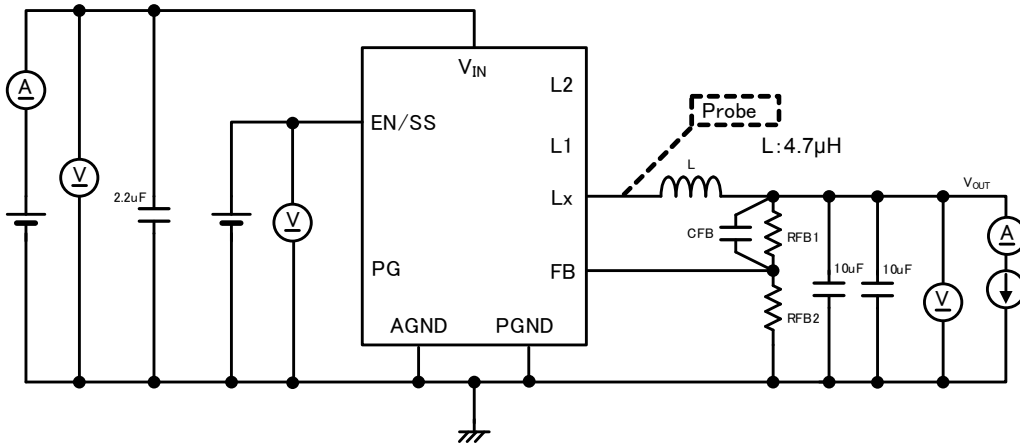 VIN
L2
A
EN/SS
Probe
L:4.7µH
L1
V
2.2uF
V
Lx
L
VOUT
CFB
RFB1
A
PG
FB
10uF
10uF
RFB2
V
AGND
PGND